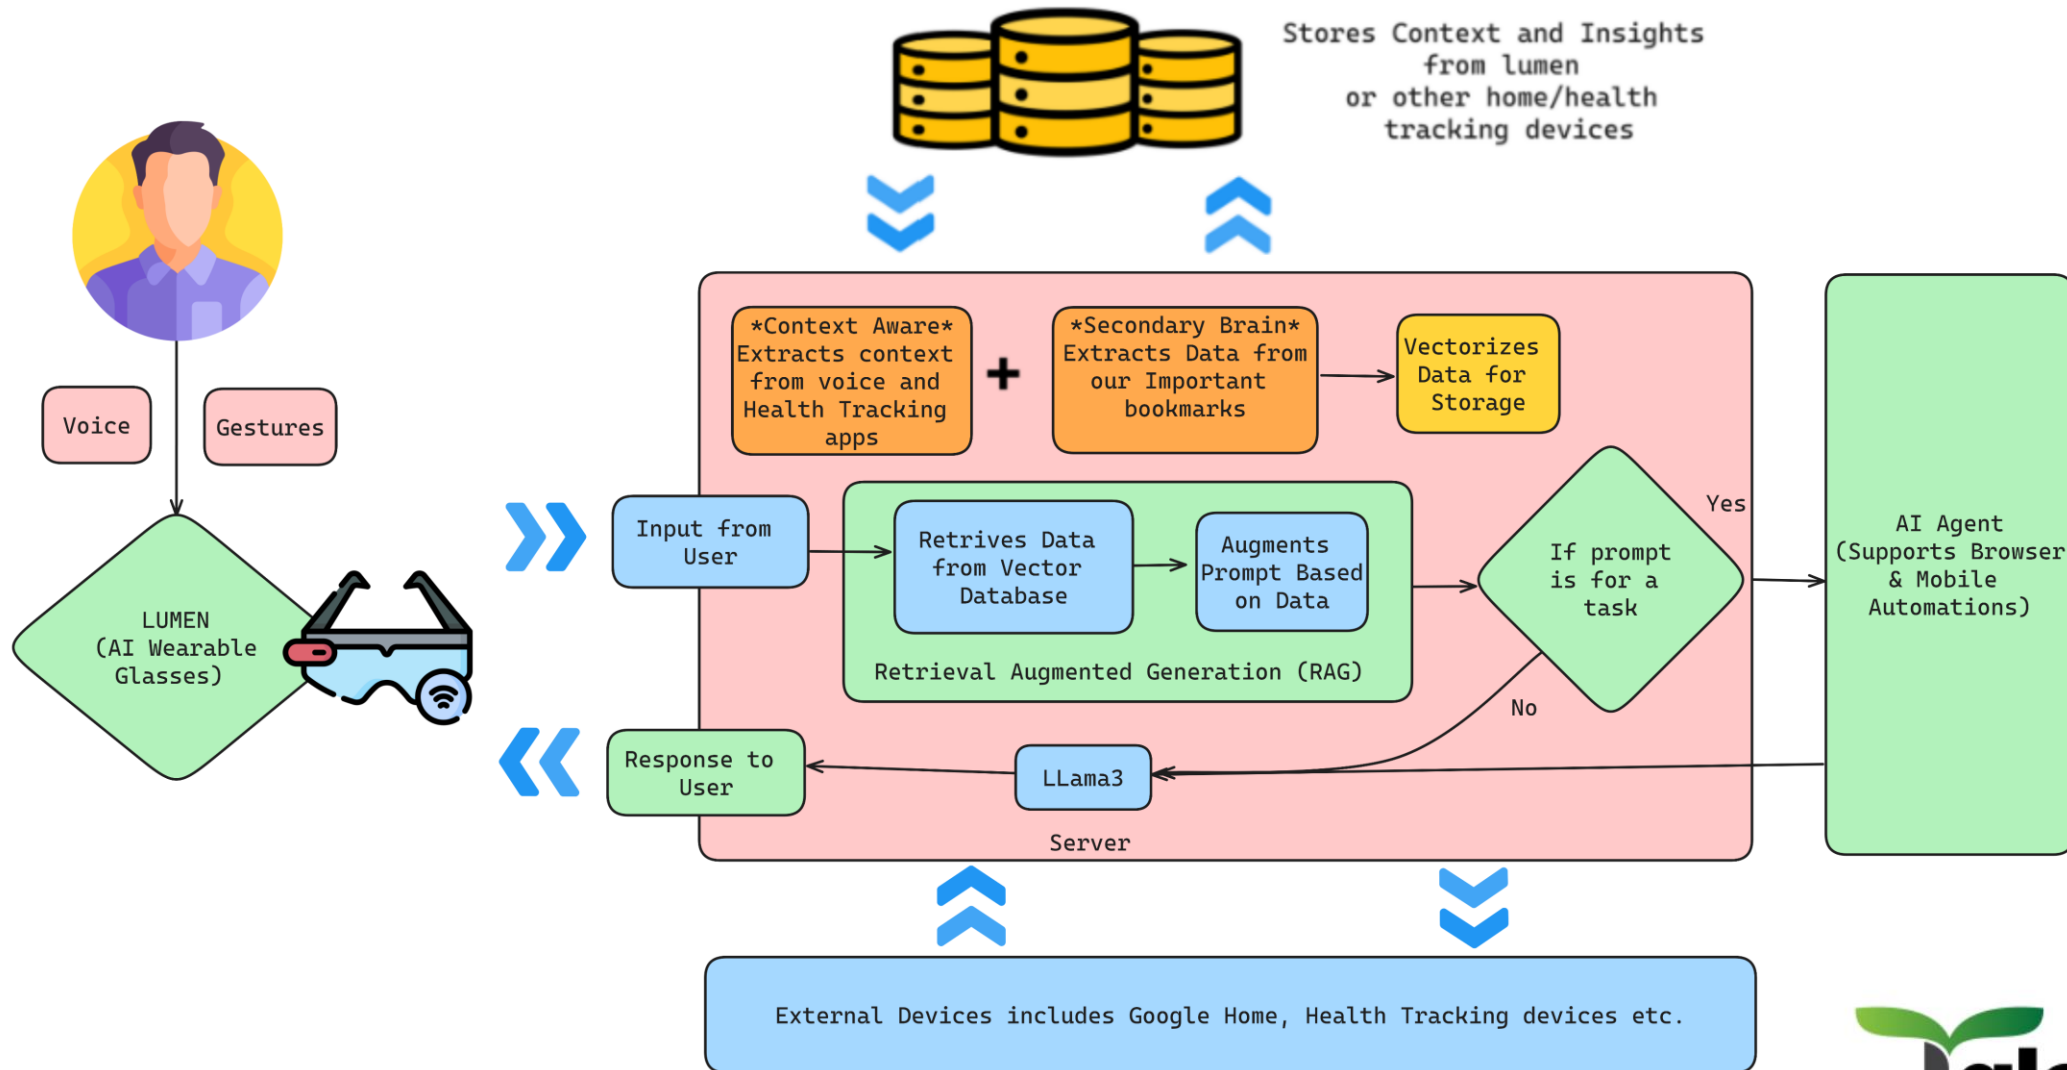 Stores Context and Insights
from lumen
or other home/health
tracking devices
Voice
Gestures
LUMEN
(AI Wearable
Glasses)
*Context Aware*
Extracts context
from voice and
Health Tracking
apps
*Secondary Brain*
Extracts Data from
our Important
bookmarks
Vectorizes
Data for
Storage
Input from
User
Retrives Data
from Vector
Database
Augments
Prompt Based
on Data
Retrieval Augmented Generation (RAG)
If prompt
is for a
task
Yes
No
AI Agent
(Supports Browser
& Mobile
Automations)
Response to
User
LLama3
Server
External Devices includes Google Home, Health Tracking devices etc.